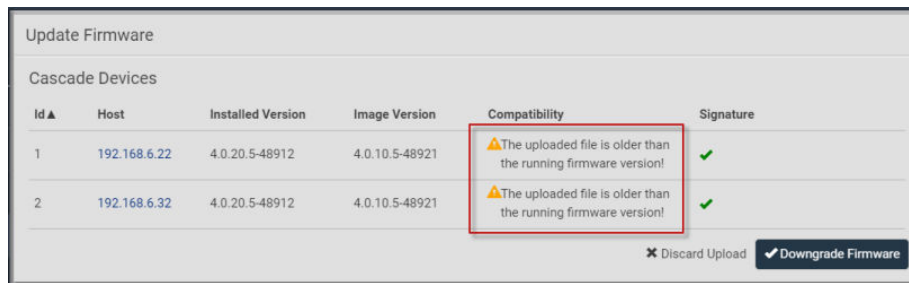 Update Firmware
Cascade Devices
Id▲ Host Installed Version Image Version Compatibility Signature
1 192.168.6.22 4.0.20.5-48912 4.0.10.5-48921 The uploaded file is older than
the running firmware version!
2 192.168.6.32 4.0.20.5-48912 4.0.10.5-48921 The uploaded file is older than
the running firmware version!
Discard Upload Downgrade Firmware